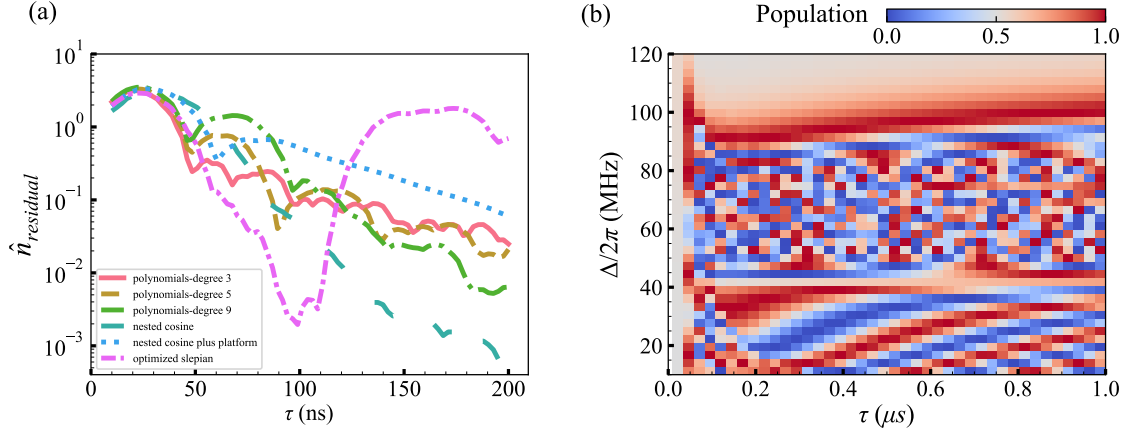 (a)
10^1
10^0
10^{-1}
10^{-2}
10^{-3}
n̂_{residual}
polynomials-degree 3
polynomials-degree 5
polynomials-degree 9
nested cosine
nested cosine plus platform
optimized slepian
0 50 100 150 200
τ (ns)
(b)
Population
0.0 0.5 1.0
120
100
80
60
40
20
Δ/2π (MHz)
0.2 0.4 0.6 0.8 1.0
τ (μs)